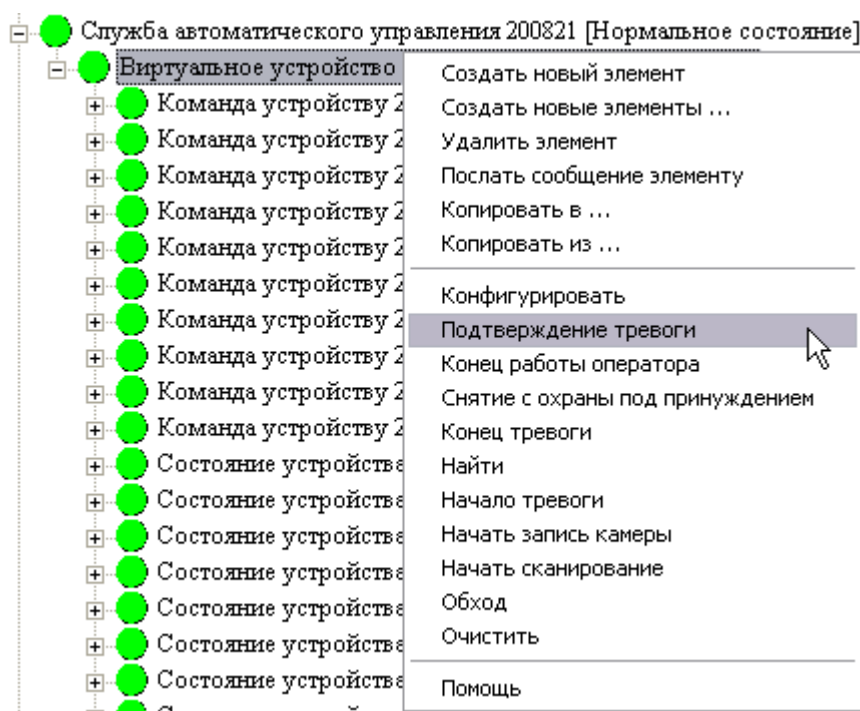 Служба автоматического управления 200821 [Нормальное состояние]
Виртуальное устройство
Команда устройству 2
Команда устройству 2
Команда устройству 2
Команда устройству 2
Команда устройству 2
Команда устройству 2
Команда устройству 2
Команда устройству 2
Команда устройству 2
Команда устройству 2
Состояние устройства
Состояние устройства
Состояние устройства
Состояние устройства
Состояние устройства
Состояние устройства
Состояние устройства
Создать новый элемент
Создать новые элементы ...
Удалить элемент
Послать сообщение элементу
Копировать в ...
Копировать из ...
Конфигурировать
Подтверждение тревоги
Конец работы оператора
Снятие с охраны под принуждением
Конец тревоги
Найти
Начало тревоги
Начать запись камеры
Начать сканирование
Обход
Очистить
Помощь